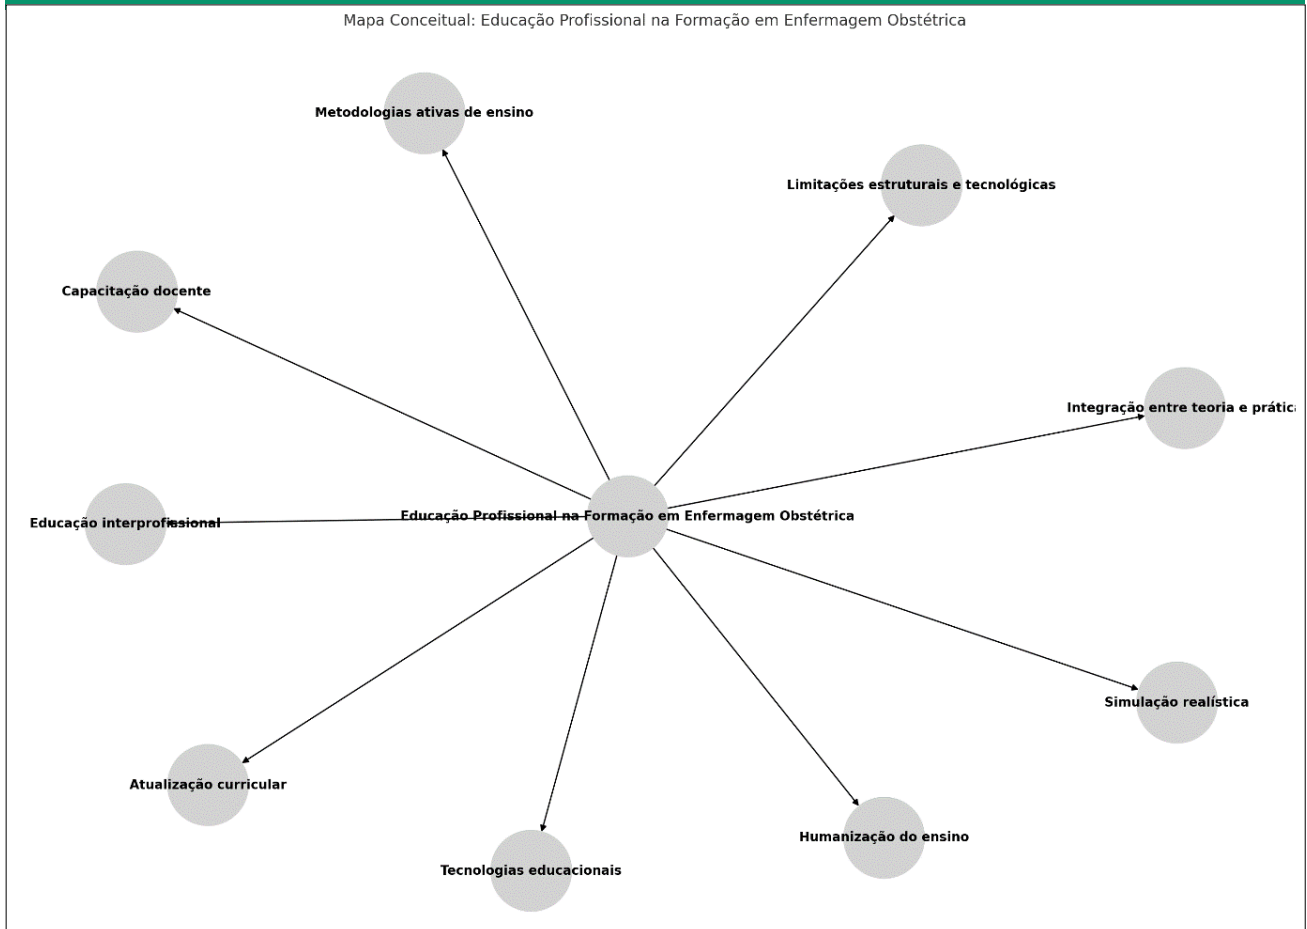 Mapa Conceitual: Educação Profissional na Formação em Enfermagem Obstétrica
Metodologias ativas de ensino
Limitações estruturais e tecnológicas
Capacitação docente
Integração entre teoria e prátic
Educação Profissional na Formação em Enfermagem Obstétrica
Educação interprofissional
Simulação realística
Atualização curricular
Humanização do ensino
Tecnologias educacionais